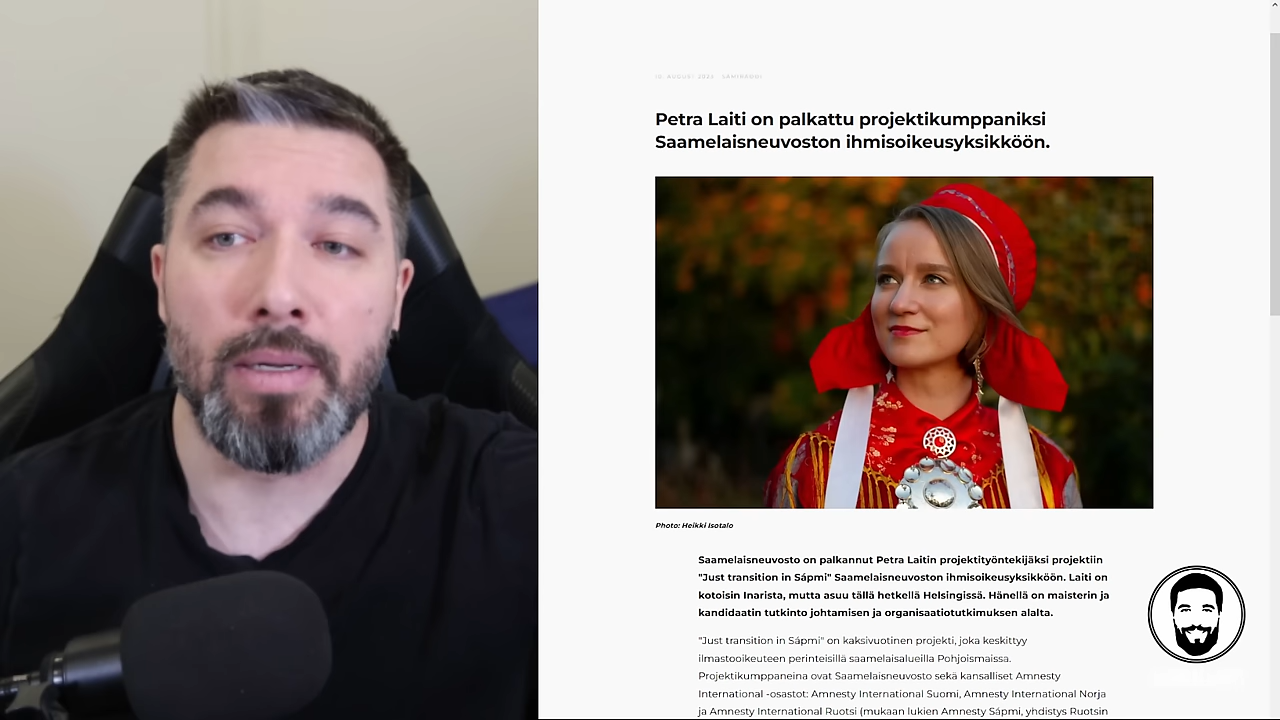 10. AUGUST 2023
Petra Laiti on palkattu projektikumppaniksi
Saamelaisneuvoston ihmisoikeusyksikköön.
Photo: Heikki Isotalo
Saamelaisneuvosto on palkannut Petra Laitin projektityöntekijäksi projektiin
"Just transition in Sápmi" Saamelaisneuvoston ihmisoikeusyksikköön. Laiti on
kotoisin Inarista, mutta asuu tällä hetkellä Helsingissä. Hänellä on maisterin ja
kandidaatin tutkinto johtamisen ja organisaatiotutkimuksen alalta.
"Just transition in Sápmi" on kaksivuotinen projekti, joka keskittyy
ilmastooikeuteen perinteisillä saamelaisalueilla Pohjoismaissa.
Projektikumppaneina ovat Saamelaisneuvosto sekä kansalliset Amnesty
International -osastot: Amnesty International Suomi, Amnesty International Norja
ja Amnesty International Ruotsi (mukaan lukien Amnesty Sápmi, yhdistys Ruotsin